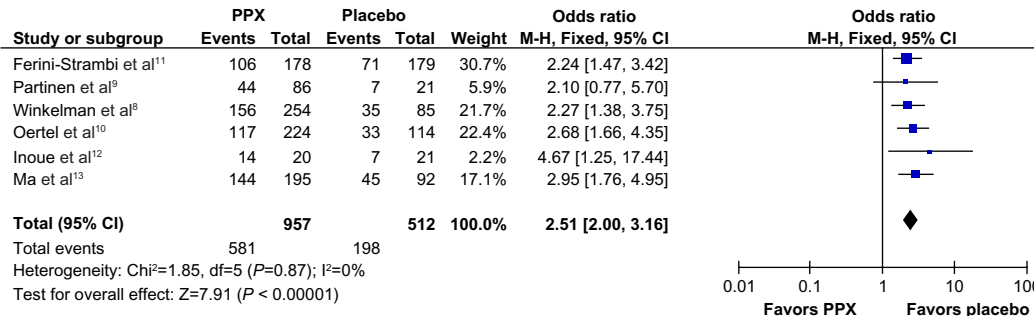 PPX Placebo Odds ratio Odds ratio
Study or subgroup Events Total Events Total Weight M-H, Fixed, 95% CI M-H, Fixed, 95% CI
Ferini-Strambi et al¹¹ 106 178 71 179 30.7% 2.24 [1.47, 3.42]
Partinen et al⁹ 44 86 7 21 5.9% 2.10 [0.77, 5.70]
Winkelman et al⁸ 156 254 35 85 21.7% 2.27 [1.38, 3.75]
Oertel et al¹⁰ 117 224 33 114 22.4% 2.68 [1.66, 4.35]
Inoue et al¹² 14 20 7 21 2.2% 4.67 [1.25, 17.44]
Ma et al¹³ 144 195 45 92 17.1% 2.95 [1.76, 4.95]
Total (95% CI) 957 512 100.0% 2.51 [2.00, 3.16]
Total events 581 198
Heterogeneity: Chi²=1.85, df=5 (P=0.87); I²=0%
Test for overall effect: Z=7.91 (P < 0.00001)
0.01 0.1 1 10 100
Favors PPX Favors placebo